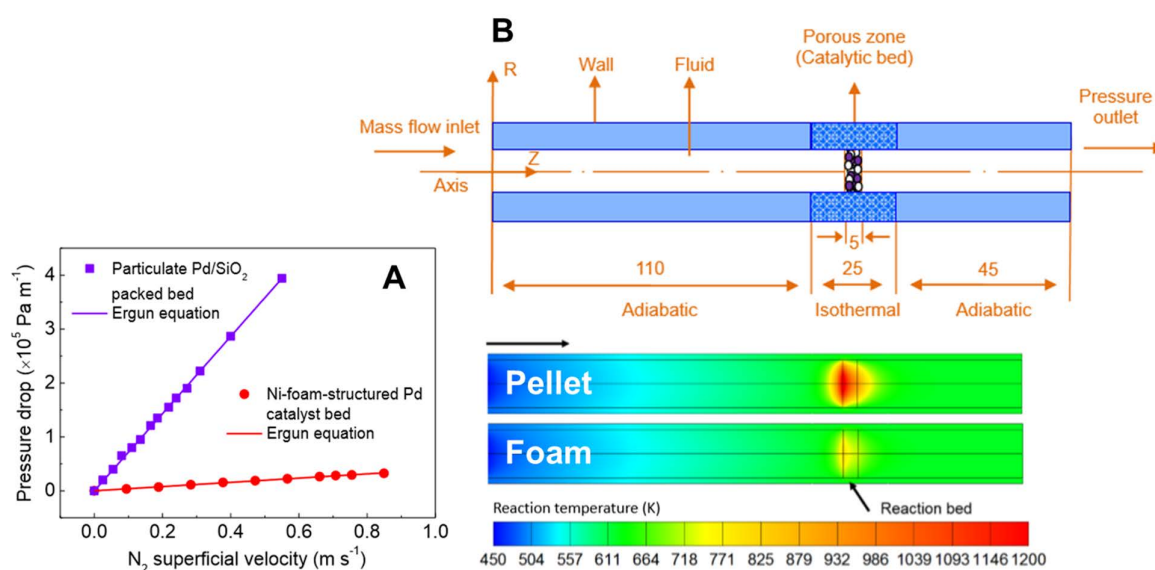 B
Porous zone
(Catalytic bed)
R
Wall
Fluid
Pressure
outlet
Mass flow inlet
Z
Axis
5
110
25
45
Adiabatic
Isothermal
Adiabatic
A
Particulate Pd/SiO2
packed bed
Ergun equation
Ni-foam-structured Pd
catalyst bed
Ergun equation
Pressure drop (×10⁵ Pa m⁻¹)
4
3
2
1
0
0.0 0.2 0.4 0.6 0.8 1.0
N₂ superficial velocity (m s⁻¹)
Pellet
Foam
Reaction temperature (K)
Reaction bed
450 504 557 611 664 718 771 825 879 932 986 1039 1093 1146 1200